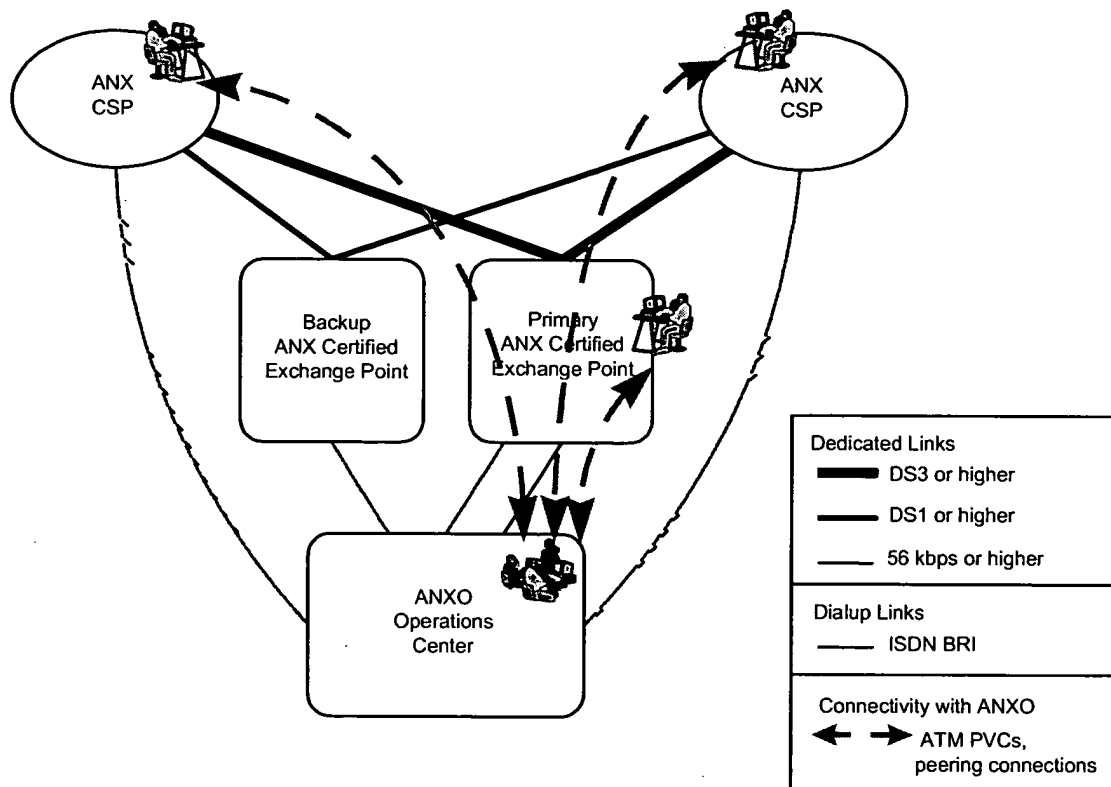 ANX
CSP
ANX
CSP
Backup
ANX Certified
Exchange Point
Primary
ANX Certified
Exchange Point
ANXO
Operations
Center
Dedicated Links
DS3 or higher
DS1 or higher
56 kbps or higher
Dialup Links
ISDN BRI
Connectivity with ANXO
ATM PVCs,
peering connections